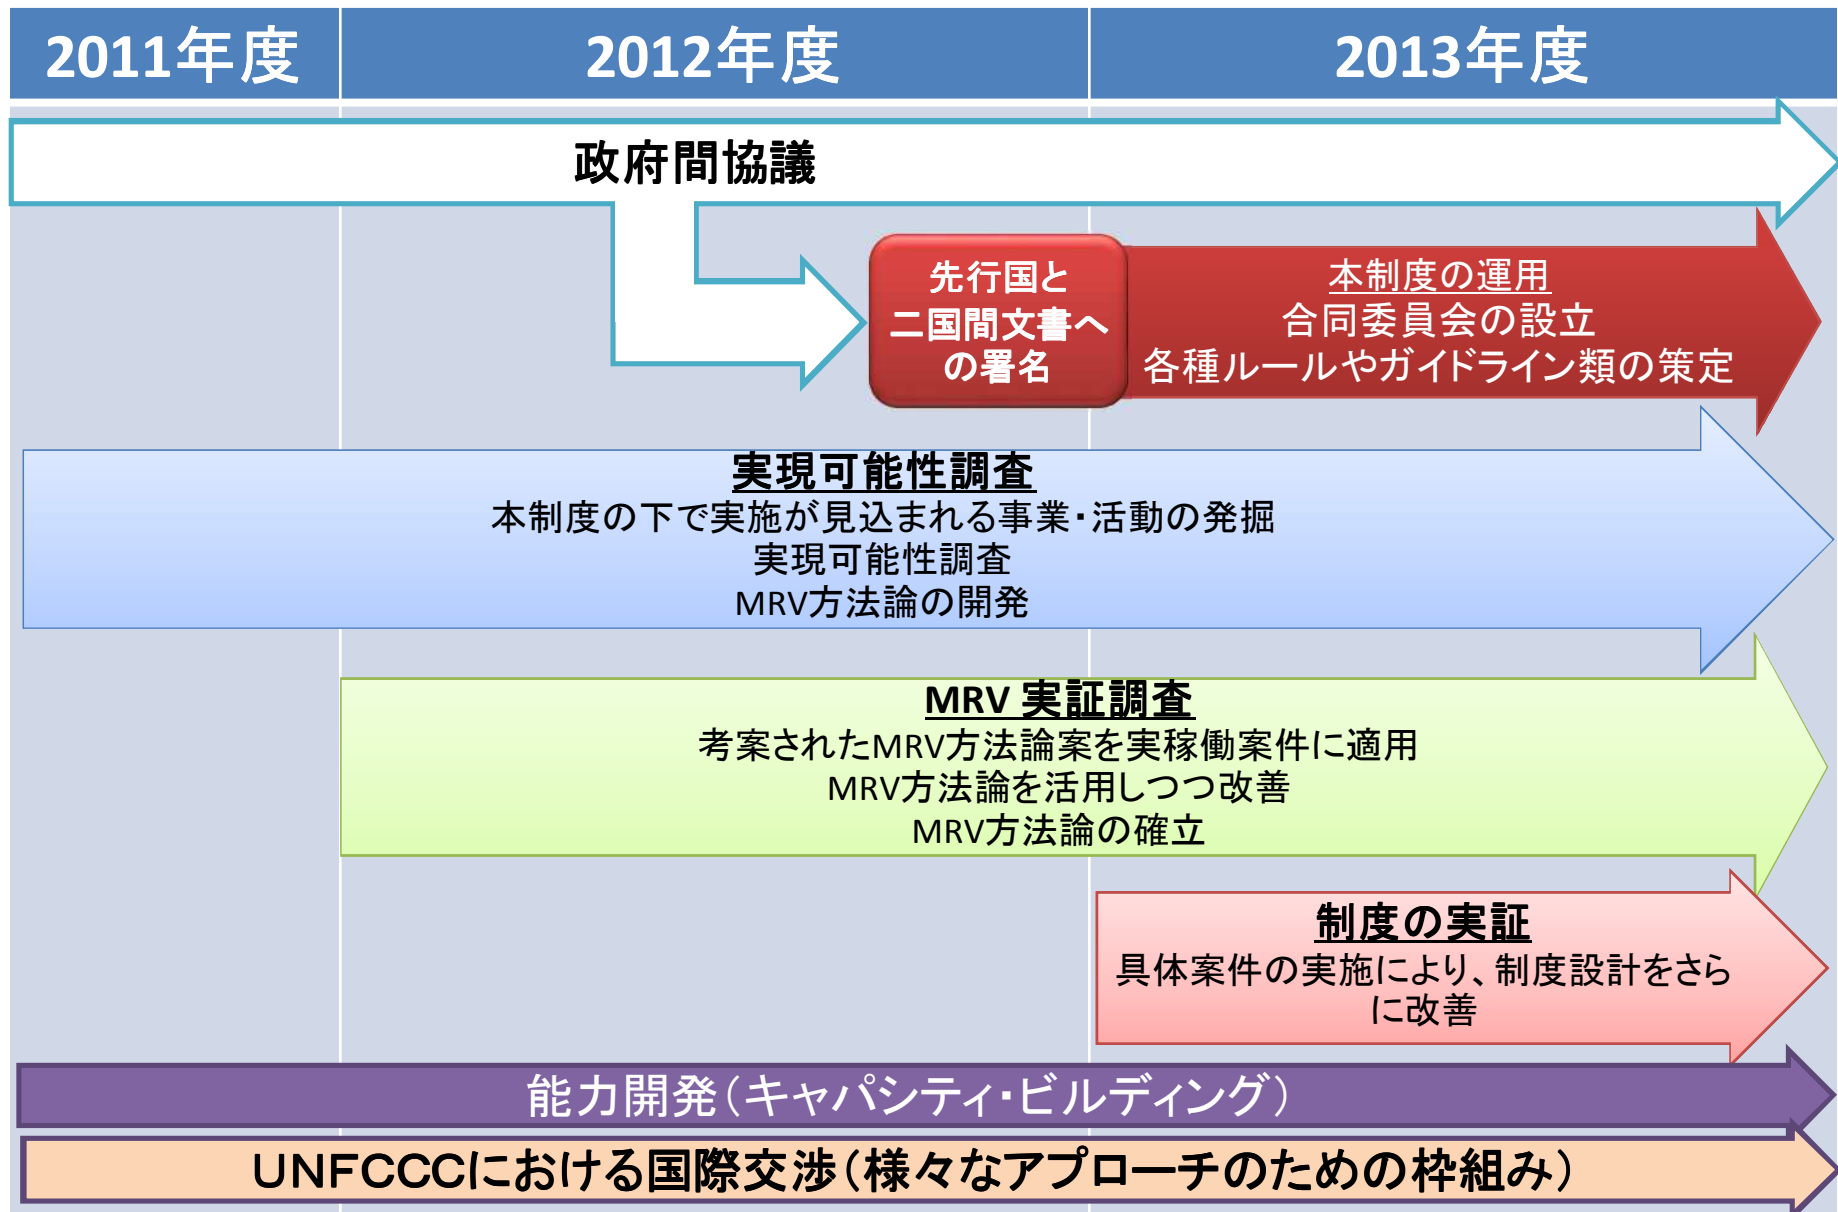 2011年度
2012年度
2013年度
政府間協議
先行国と
二国間文書へ
の署名
本制度の運用
合同委員会の設立
各種ルールやガイドライン類の策定
実現可能性調査
本制度の下で実施が見込まれる事業・活動の発掘
実現可能性調査
MRV方法論の開発
MRV 実証調査
考案されたMRV方法論案を実稼働案件に適用
MRV方法論を活用しつつ改善
MRV方法論の確立
制度の実証
具体案件の実施により、制度設計をさら
に改善
能力開発（キャパシティ・ビルディング）
UNFCCCにおける国際交渉（様々なアプローチのための枠組み）